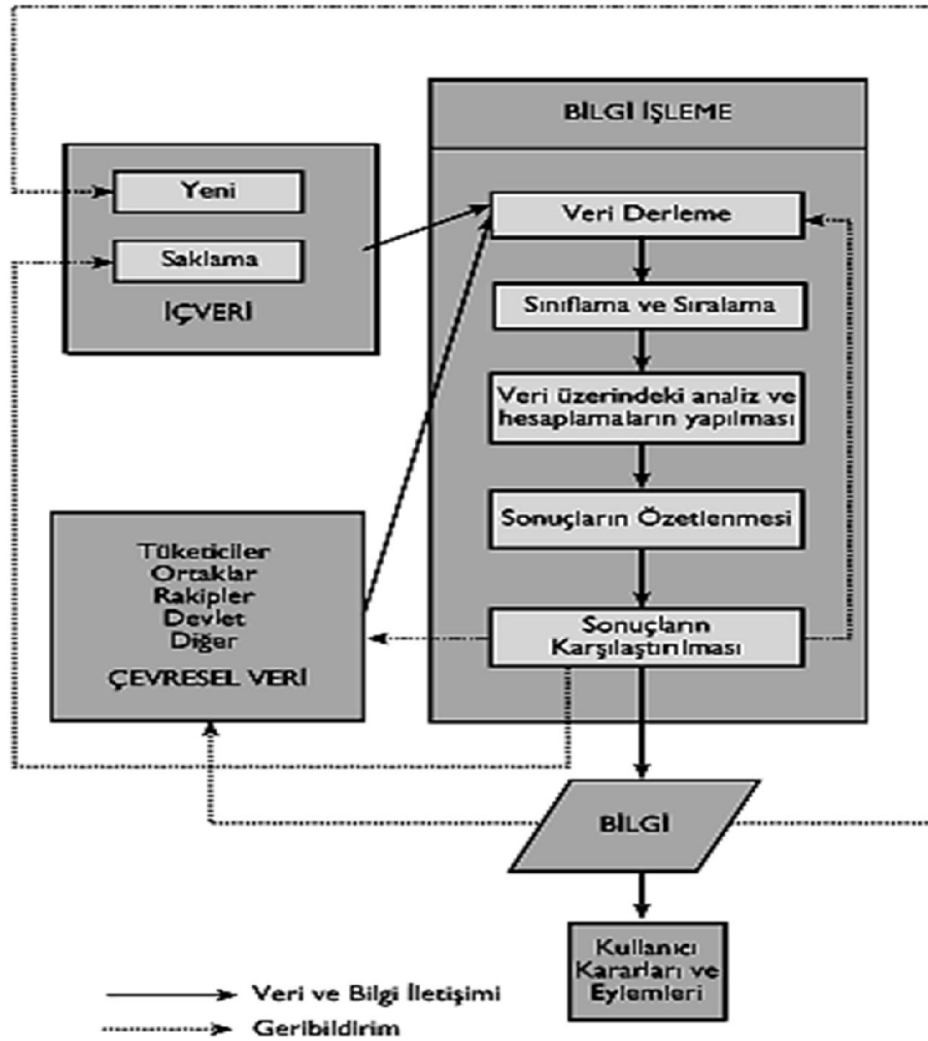 BİLGİ İŞLEME
Yeni
Saklama
İÇVERİ
Veri Derleme
Sınıflama ve Sıralama
Veri üzerindeki analiz ve
hesaplamaların yapılması
Sonuçların Özetlenmesi
Sonuçların
Karşılaştırılması
Tüketiciler
Ortaklar
Rakipler
Devlet
Diğer
ÇEVRESEL VERİ
BİLGİ
Kullanıcı
Kararları ve
Eylemleri
Veri ve Bilgi İletişimi
Geribildirim